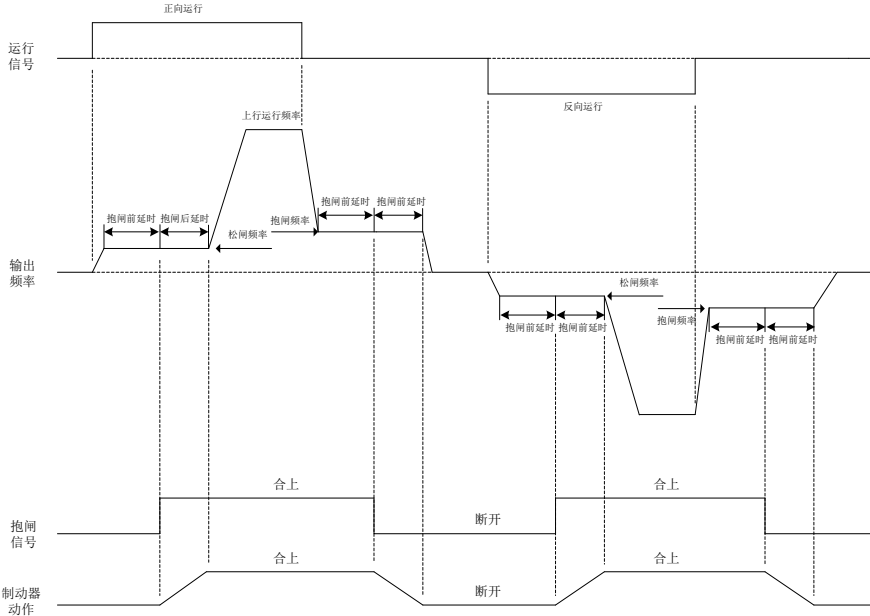 正向运行
运行
信号
反向运行
上行运行频率
抱闸前延时
抱闸前延时
抱闸前延时
抱闸后延时
抱闸频率
松闸频率
输出
频率
松闸频率
抱闸频率
抱闸前延时
抱闸前延时
抱闸前延时
抱闸前延时
合上
合上
断开
抱闸
信号
合上
合上
断开
制动器
动作